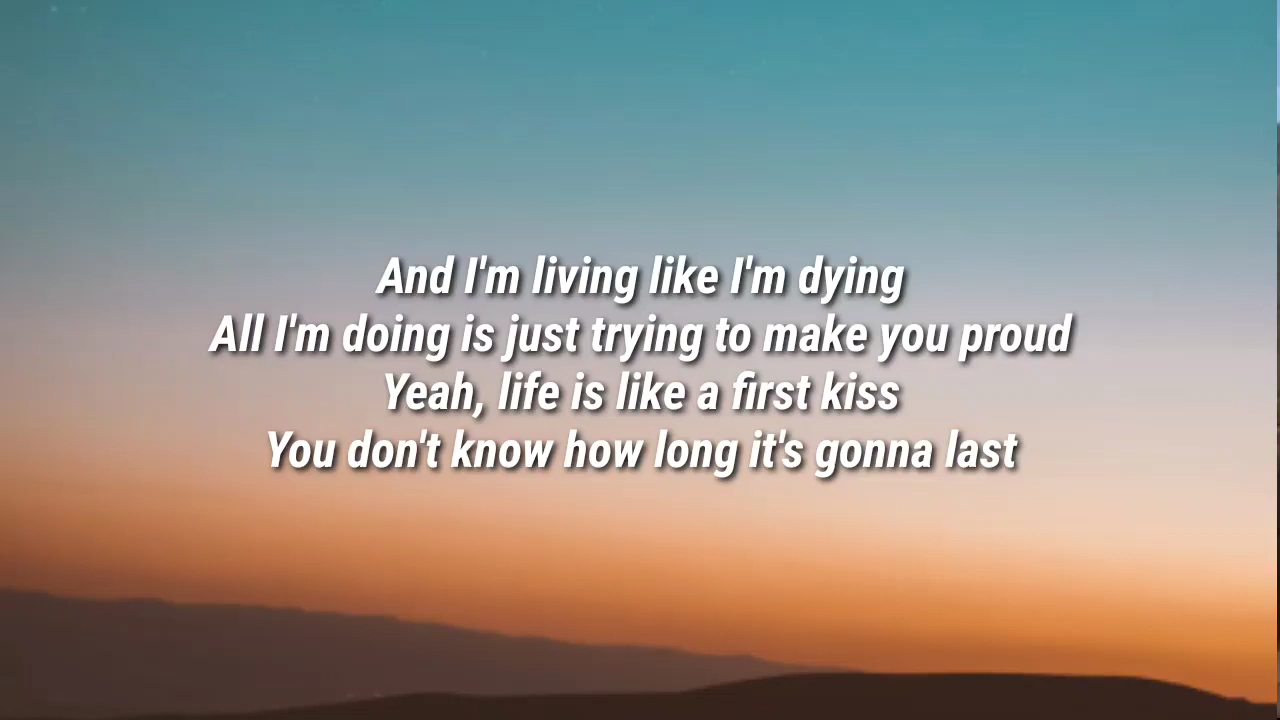 And I'm living like I'm dying
All I'm doing is just trying to make you proud
Yeah, life is like a first kiss
You don't know how long it's gonna last